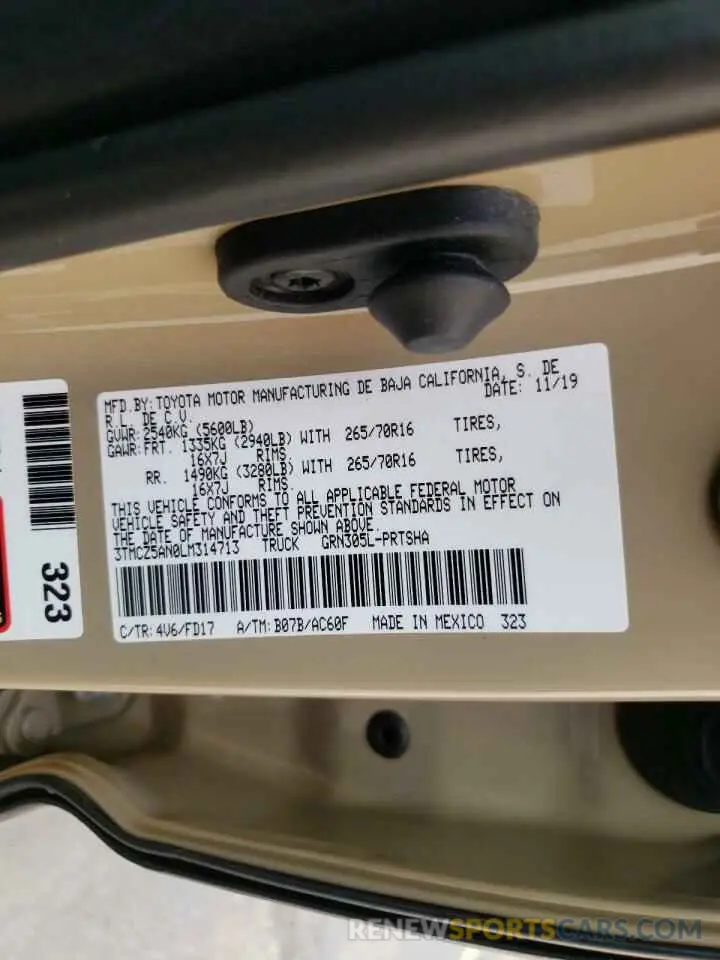 MFD.BY:TOYOTA MOTOR MANUFACTURING DE BAJA CALIFORNIA, S. DE
R.L. DE C.V. DATE: 11/19
GVWR:2540KG (5600LB)
GAWR:FRT. 1335KG (2940LB) WITH 265/70R16 TIRES,
16X7J RIMS.
RR. 1490KG (3280LB) WITH 265/70R16 TIRES,
16X7J RIMS.
THIS VEHICLE CONFORMS TO ALL APPLICABLE FEDERAL MOTOR
VEHICLE SAFETY AND THEFT PREVENTION STANDARDS IN EFFECT ON
THE DATE OF MANUFACTURE SHOWN ABOVE.
3TMCZ5AN0LM314713 TRUCK GRN305L-PRTSHA
C/TR:4V6/FD17 A/TM:B07B/AC60F MADE IN MEXICO 323
323
RENEWSPORTSCARS.COM